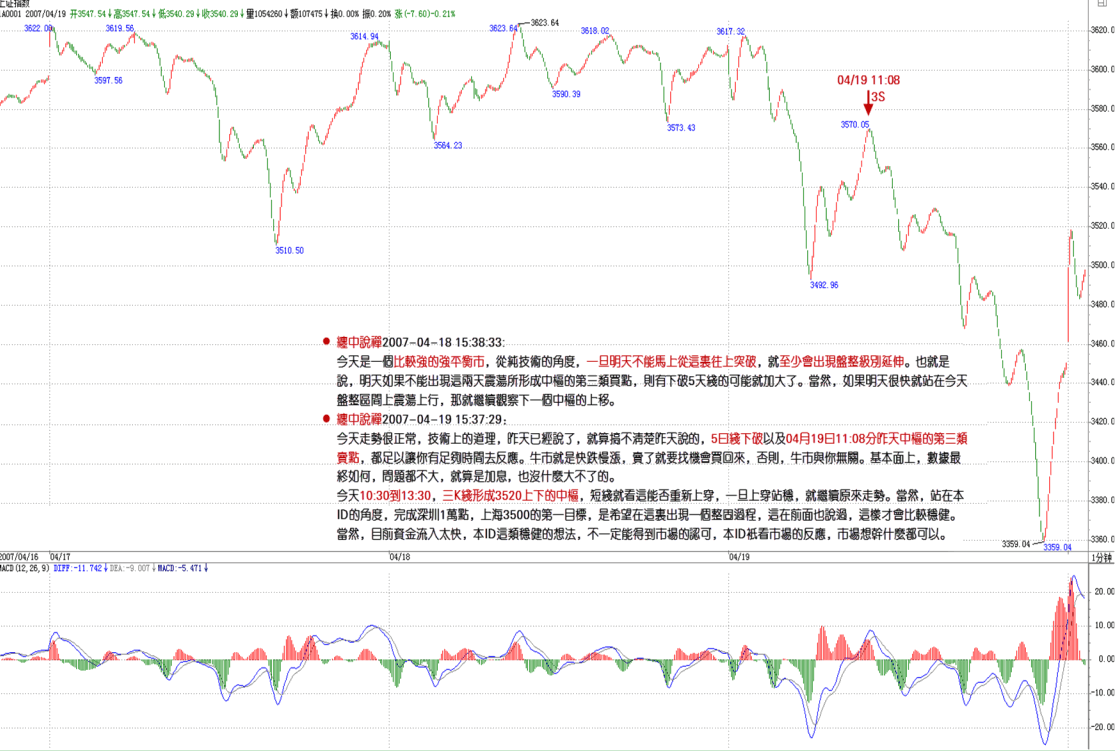 上证指数
1A0001 2007/04/19 开3547.54↓高3547.54↓低3540.29↓收3540.29↓量1054260↓额107475↓换0.00% 振0.20% 涨(-7.60)-0.21%
3622.00
3619.56
3597.56
3510.50
3614.94
3564.23
3623.64
3623.64
3590.39
3618.02
3573.43
3617.32
04/19 11:08
3S
3570.05
3492.96
3359.04
3359.04
3620.0
3600.0
3580.0
3560.0
3540.0
3520.0
3500.0
3480.0
3460.0
3440.0
3420.0
3400.0
3380.0
3360.0
纏中說禪2007-04-18 15:38:33:
今天是一個比較強的強平衡市，從純技術的角度，一旦明天不能馬上從這裏往上突破，就至少會出現盤整級別延伸。也就是
說，明天如果不能出現這兩天震蕩所形成中樞的第三類買點，則有下破5天綫的可能就加大了。當然，如果明天很快就站在今天
盤整區間上震蕩上行，那就繼續觀察下一個中樞的上移。
纏中說禪2007-04-19 15:37:29:
今天走勢很正常，技術上的道理，昨天已經說了，就算搞不清楚昨天說的，5日綫下破以及04月19日11:08分昨天中樞的第三類
賣點，都足以讓你有足夠時間去反應。牛市就是快跌慢漲，賣了就要找機會買回來，否則，牛市與你無關。基本面上，數據最
終如何，問題都不大，就算是加息，也沒什麼大不了的。
今天10:30到13:30，三K綫形成3520上下的中樞，短綫就看這能否重新上穿，一旦上穿站穩，就繼續原來走勢。當然，站在本
ID的角度，完成深圳1萬點，上海3500的第一目標，是希望在這裏出現一個整固過程，這在前面也說過，這樣才會比較穩健。
當然，目前資金流入太快，本ID這類穩健的想法，不一定能得到市場的認可，本ID衹看市場的反應，市場想幹什麼都可以。
2007/04/16 04/17 04/18 04/19 1分钟
MACD(12,26,9) DIFF:-11.742↓DEA:-9.007↓MACD:-5.471↓
20.00
10.00
0.00
-10.00
-20.00